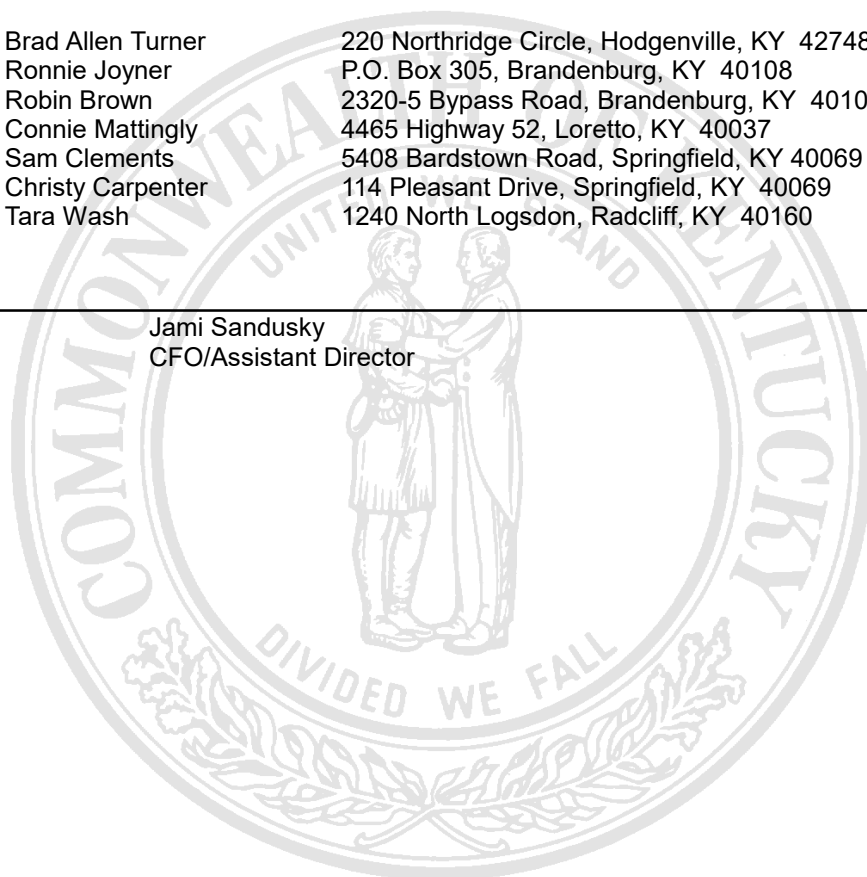 Brad Allen Turner 220 Northridge Circle, Hodgenville, KY 42748
Ronnie Joyner P.O. Box 305, Brandenburg, KY 40108
Robin Brown 2320-5 Bypass Road, Brandenburg, KY 4010
Connie Mattingly 4465 Highway 52, Loretto, KY 40037
Sam Clements 5408 Bardstown Road, Springfield, KY 40069
Christy Carpenter 114 Pleasant Drive, Springfield, KY 40069
Tara Wash 1240 North Logsdon, Radcliff, KY 40160
Jami Sandusky
CFO/Assistant Director
COMMONWEALTH OF KENTUCKY
UNITED WE STAND
DIVIDED WE FALL